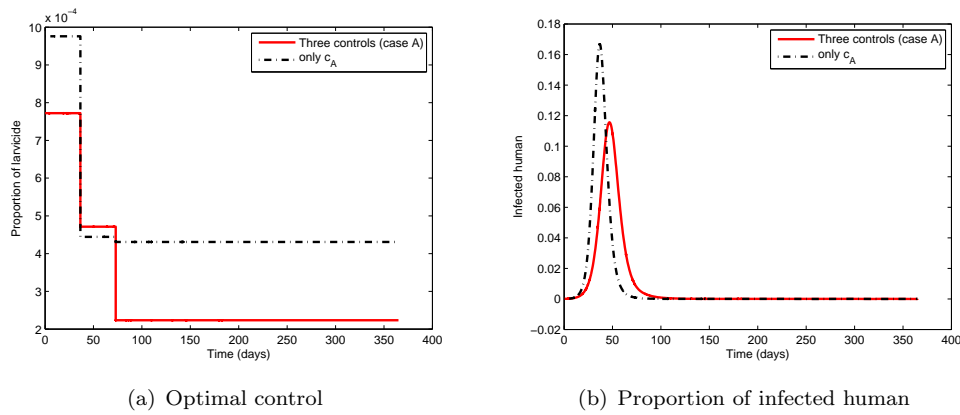 x 10⁻⁴
10
9
8
7
6
5
4
3
2
0 50 100 150 200 250 300 350 400
Proportion of larvicide
Time (days)
Three controls (case A)
only c_A
(a) Optimal control
0.18
0.16
0.14
0.12
0.1
0.08
0.06
0.04
0.02
0
−0.02
0 50 100 150 200 250 300 350 400
Infected human
Time (days)
Three controls (case A)
only c_A
(b) Proportion of infected human